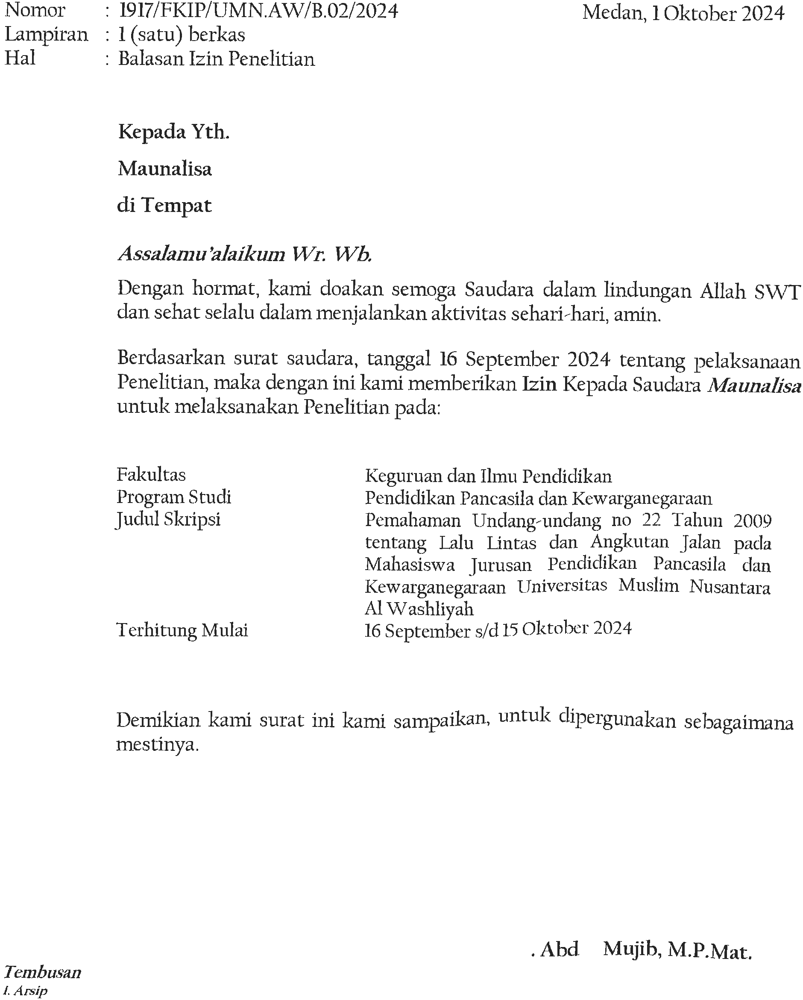 Nomor : 1917/FKIP/UMN.AW/B.02/2024 Medan, 1 Oktober 2024
Lampiran : 1 (satu) berkas
Hal : Balasan Izin Penelitian
Kepada Yth.
Maunalisa
di Tempat
Assalamu'alaikum Wr. Wb.
Dengan hormat, kami doakan semoga Saudara dalam lindungan Allah SWT
dan sehat selalu dalam menjalankan aktivitas sehari-hari, amin.
Berdasarkan surat saudara, tanggal 16 September 2024 tentang pelaksanaan
Penelitian, maka dengan ini kami memberikan Izin Kepada Saudara Maunalisa
untuk melaksanakan Penelitian pada:
Fakultas Keguruan dan Ilmu Pendidikan
Program Studi Pendidikan Pancasila dan Kewarganegaraan
Judul Skripsi Pemahaman Undang-undang no 22 Tahun 2009
tentang Lalu Lintas dan Angkutan Jalan pada
Mahasiswa Jurusan Pendidikan Pancasila dan
Kewarganegaraan Universitas Muslim Nusantara
Al Washliyah
Terhitung Mulai 16 September s/d 15 Oktober 2024
Demikian kami surat ini kami sampaikan, untuk dipergunakan sebagaimana
mestinya.
. Abd Mujib, M.P.Mat.
Tembusan
1. Arsip